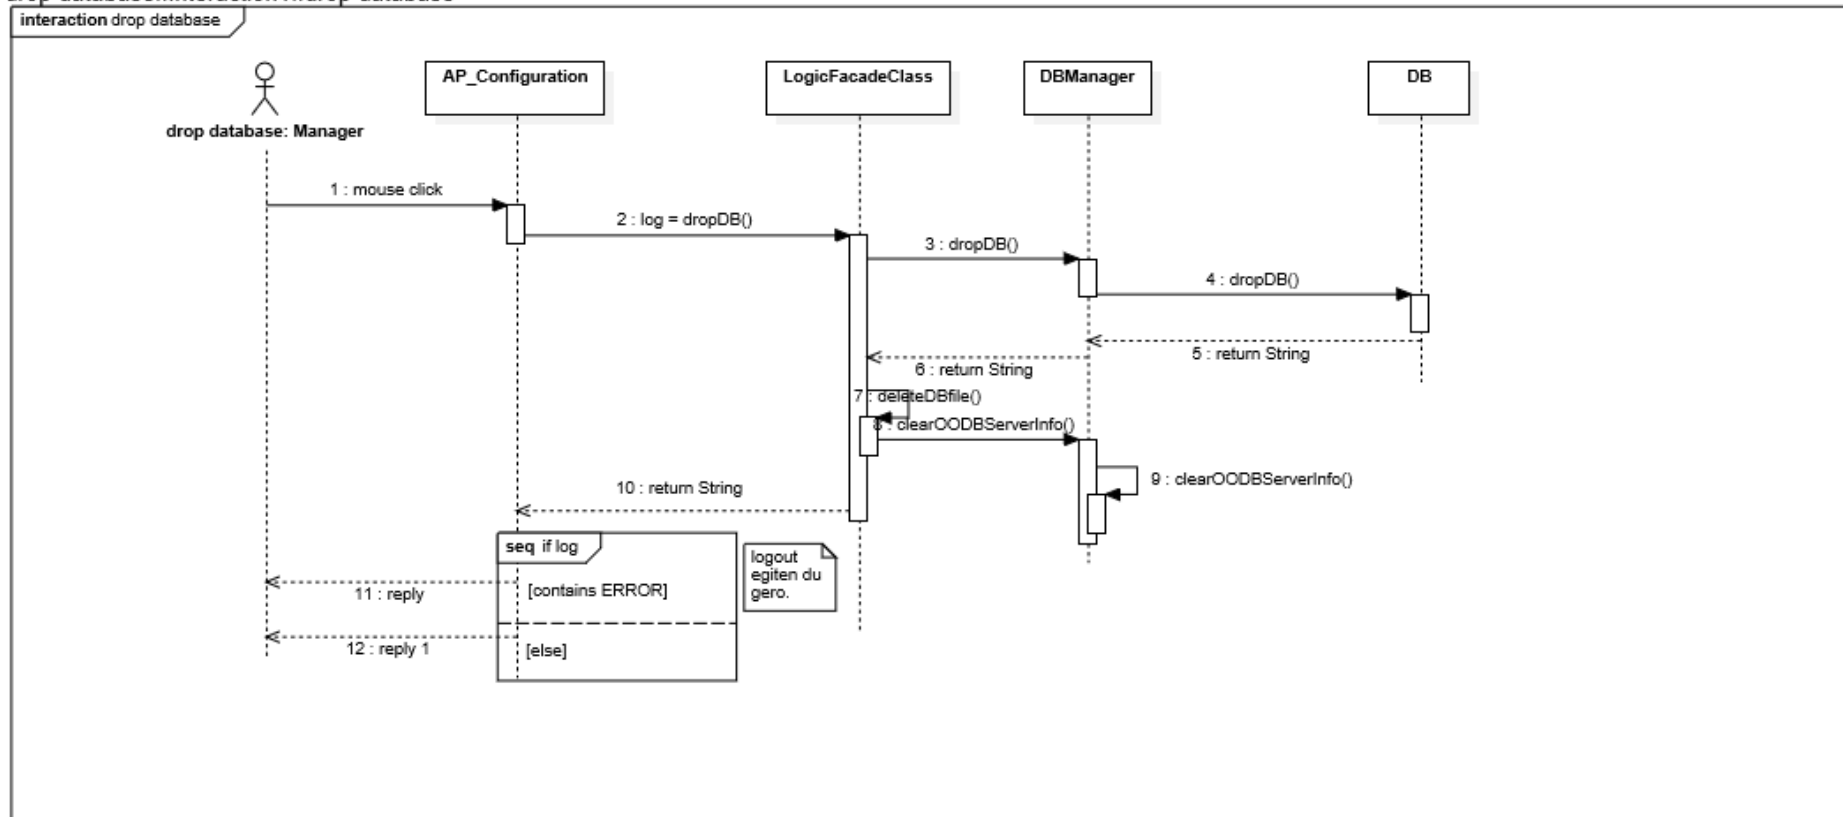 interaction drop database
AP_Configuration
LogicFacadeClass
DBManager
DB
drop database: Manager
1 : mouse click
2 : log = dropDB()
3 : dropDB()
4 : dropDB()
5 : return String
6 : return String
7 : deleteDBfile()
8 : clearOODBServerInfo()
9 : clearOODBServerInfo()
10 : return String
seq if log
logout
egiten du
gero.
[contains ERROR]
11 : reply
12 : reply 1
[else]